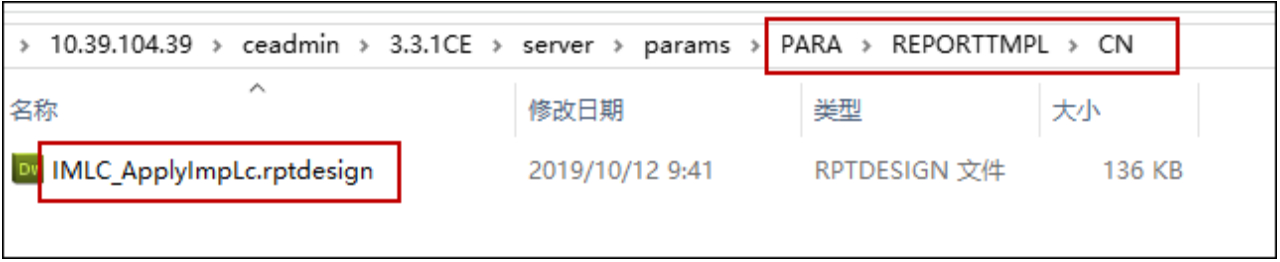 > 10.39.104.39 > ceadmin > 3.3.1CE > server > params > PARA > REPORTTMPL > CN
名称 修改日期 类型 大小
Dw IMLC_ApplyImpLc.rptdesign 2019/10/12 9:41 RPTDESIGN 文件 136 KB